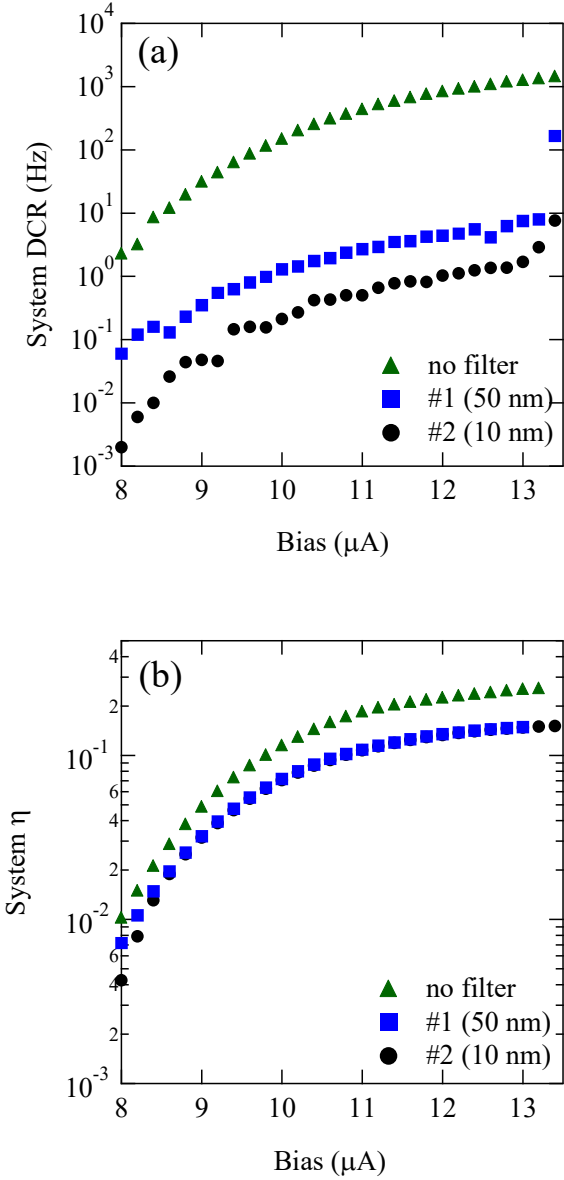 (a)
System DCR (Hz)
10^4
10^3
10^2
10^1
10^0
10^-1
10^-2
10^-3
no filter
#1 (50 nm)
#2 (10 nm)
8 9 10 11 12 13
Bias (μA)
(b)
System η
4
2
10^-1
6
4
2
10^-2
6
4
2
10^-3
no filter
#1 (50 nm)
#2 (10 nm)
8 9 10 11 12 13
Bias (μA)